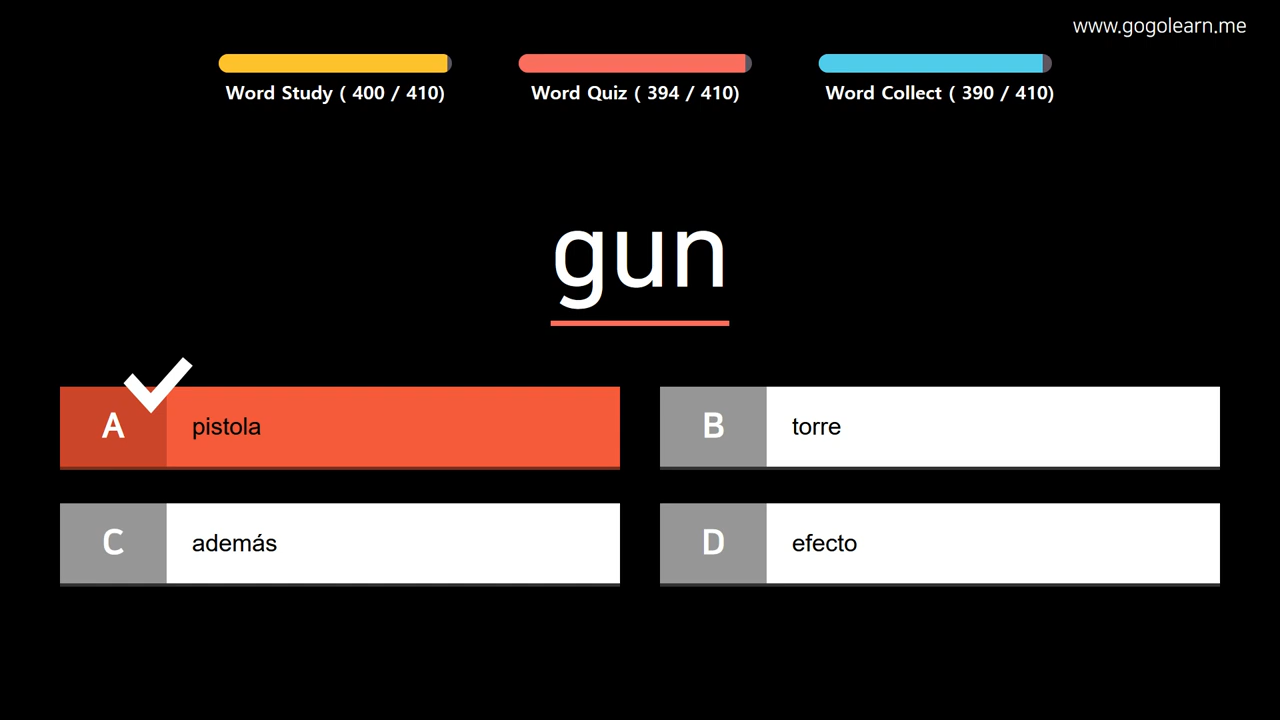 www.gogolearn.me
Word Study ( 400 / 410)
Word Quiz ( 394 / 410)
Word Collect ( 390 / 410)
gun
A pistola
B torre
C además
D efecto